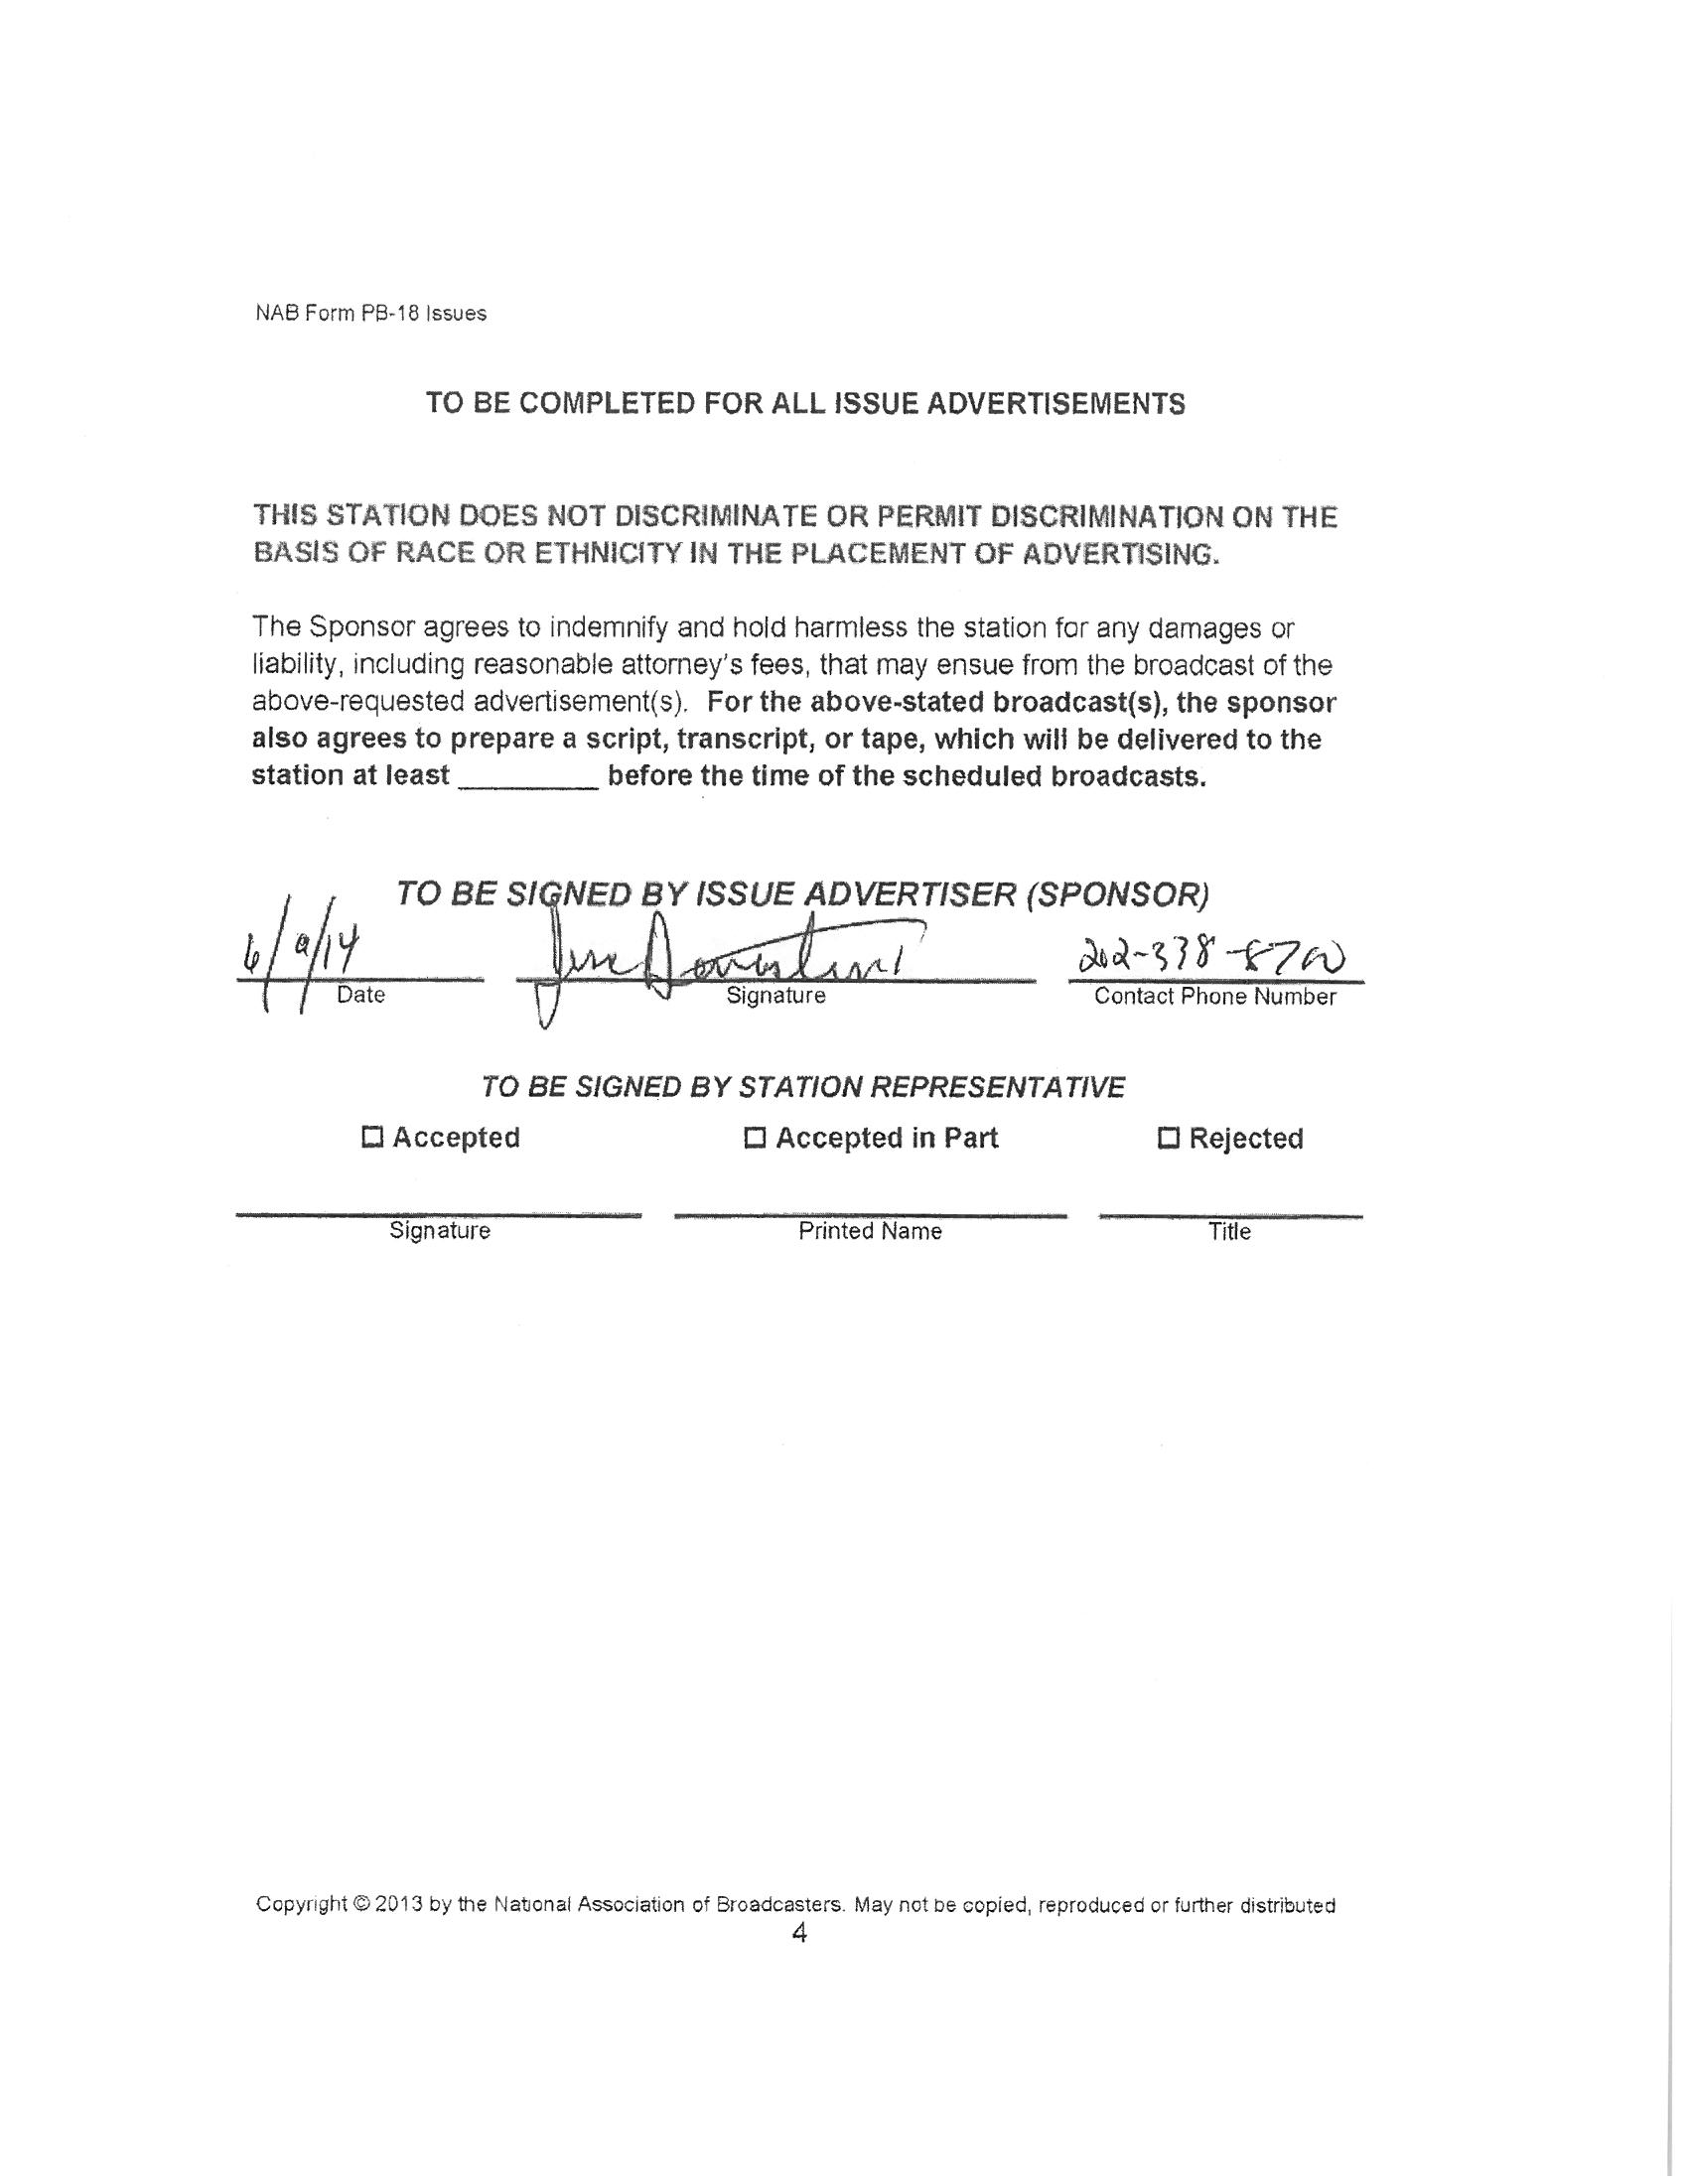 NAB Form PB-18 Issues
TO BE COMPLETED FOR ALL ISSUE ADVERTISEMENTS
THIS STATION DOES NOT DISCRIMINATE OR PERMIT DISCRIMINATION ON THE
BASIS OF RACE OR ETHNICITY IN THE PLACEMENT OF ADVERTISING.
The Sponsor agrees to indemnify and hold harmless the station for any damages or
liability, including reasonable attorney's fees, that may ensue from the broadcast of the
above-requested advertisement(s). For the above-stated broadcast(s), the sponsor
also agrees to prepare a script, transcript, or tape, which will be delivered to the
station at least _________ before the time of the scheduled broadcasts.
TO BE SIGNED BY ISSUE ADVERTISER (SPONSOR)
6/9/14 202-338-8700
Date Signature Contact Phone Number
TO BE SIGNED BY STATION REPRESENTATIVE
☐ Accepted ☐ Accepted in Part ☐ Rejected
Signature Printed Name Title
Copyright © 2013 by the National Association of Broadcasters. May not be copied, reproduced or further distributed
4